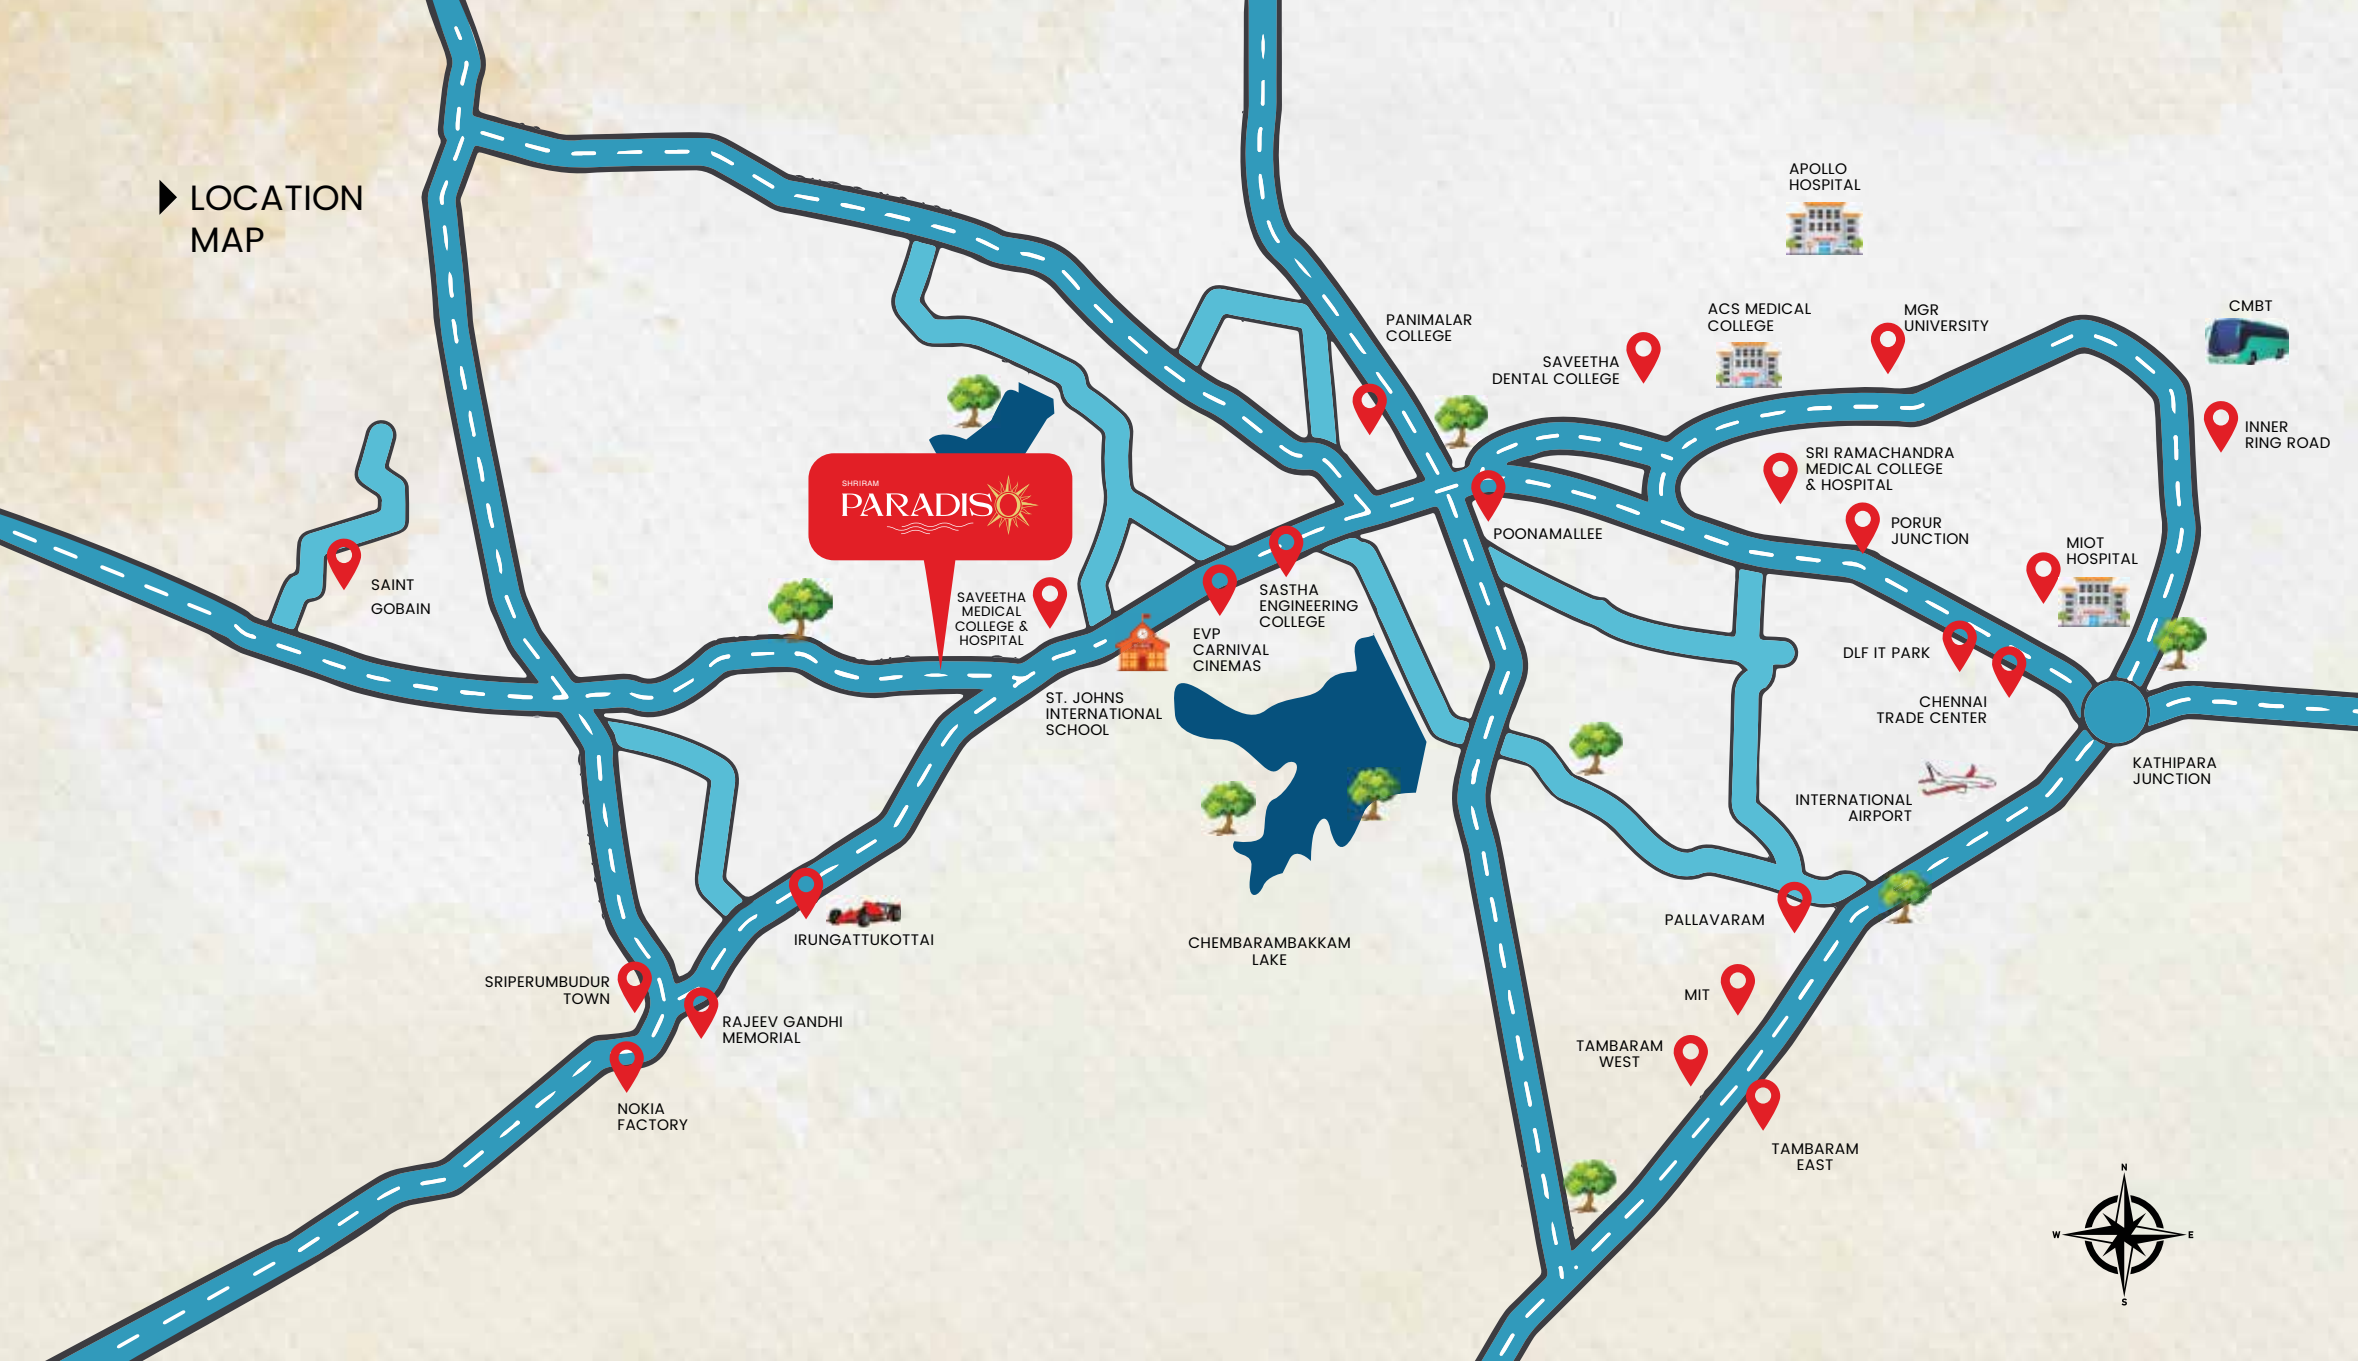 LOCATION
MAP
APOLLO
HOSPITAL
CMBT
ACS MEDICAL
COLLEGE
MGR
UNIVERSITY
PANIMALAR
COLLEGE
SAVEETHA
DENTAL COLLEGE
INNER
RING ROAD
SRI RAMACHANDRA
MEDICAL COLLEGE
& HOSPITAL
SHRIRAM
PARADISO
PORUR
JUNCTION
POONAMALLEE
MIOT
HOSPITAL
SAINT
GOBAIN
SAVEETHA
MEDICAL
COLLEGE &
HOSPITAL
SASTHA
ENGINEERING
COLLEGE
EVP
CARNIVAL
CINEMAS
DLF IT PARK
ST. JOHNS
INTERNATIONAL
SCHOOL
CHENNAI
TRADE CENTER
KATHIPARA
JUNCTION
INTERNATIONAL
AIRPORT
PALLAVARAM
IRUNGATTUKOTTAI
CHEMBARAMBAKKAM
LAKE
SRIPERUMBUDUR
TOWN
MIT
RAJEEV GANDHI
MEMORIAL
TAMBARAM
WEST
NOKIA
FACTORY
TAMBARAM
EAST
N
W
E
S